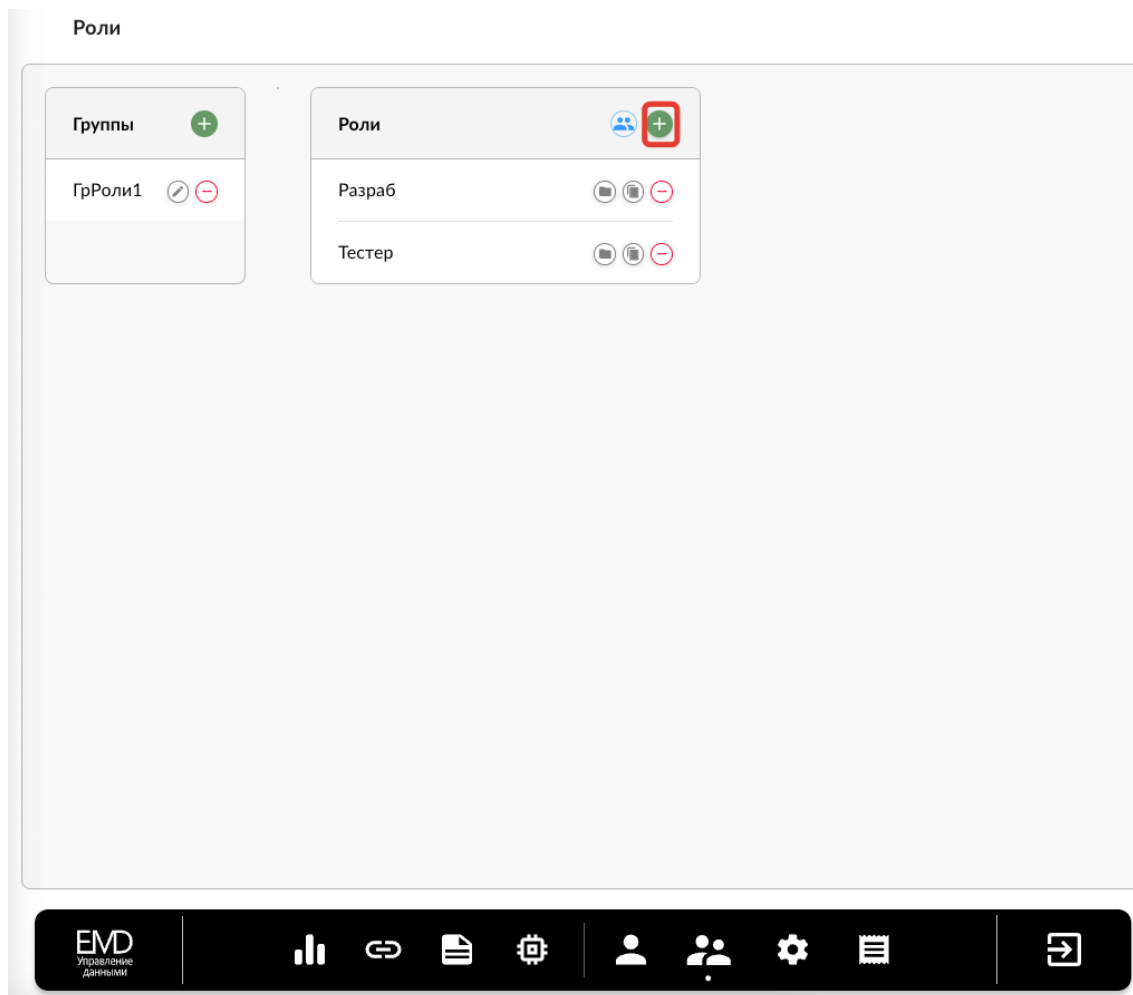 Роли
Группы
Роли
ГрРоли1
Разраб
Тестер
EMD
Управление
данными